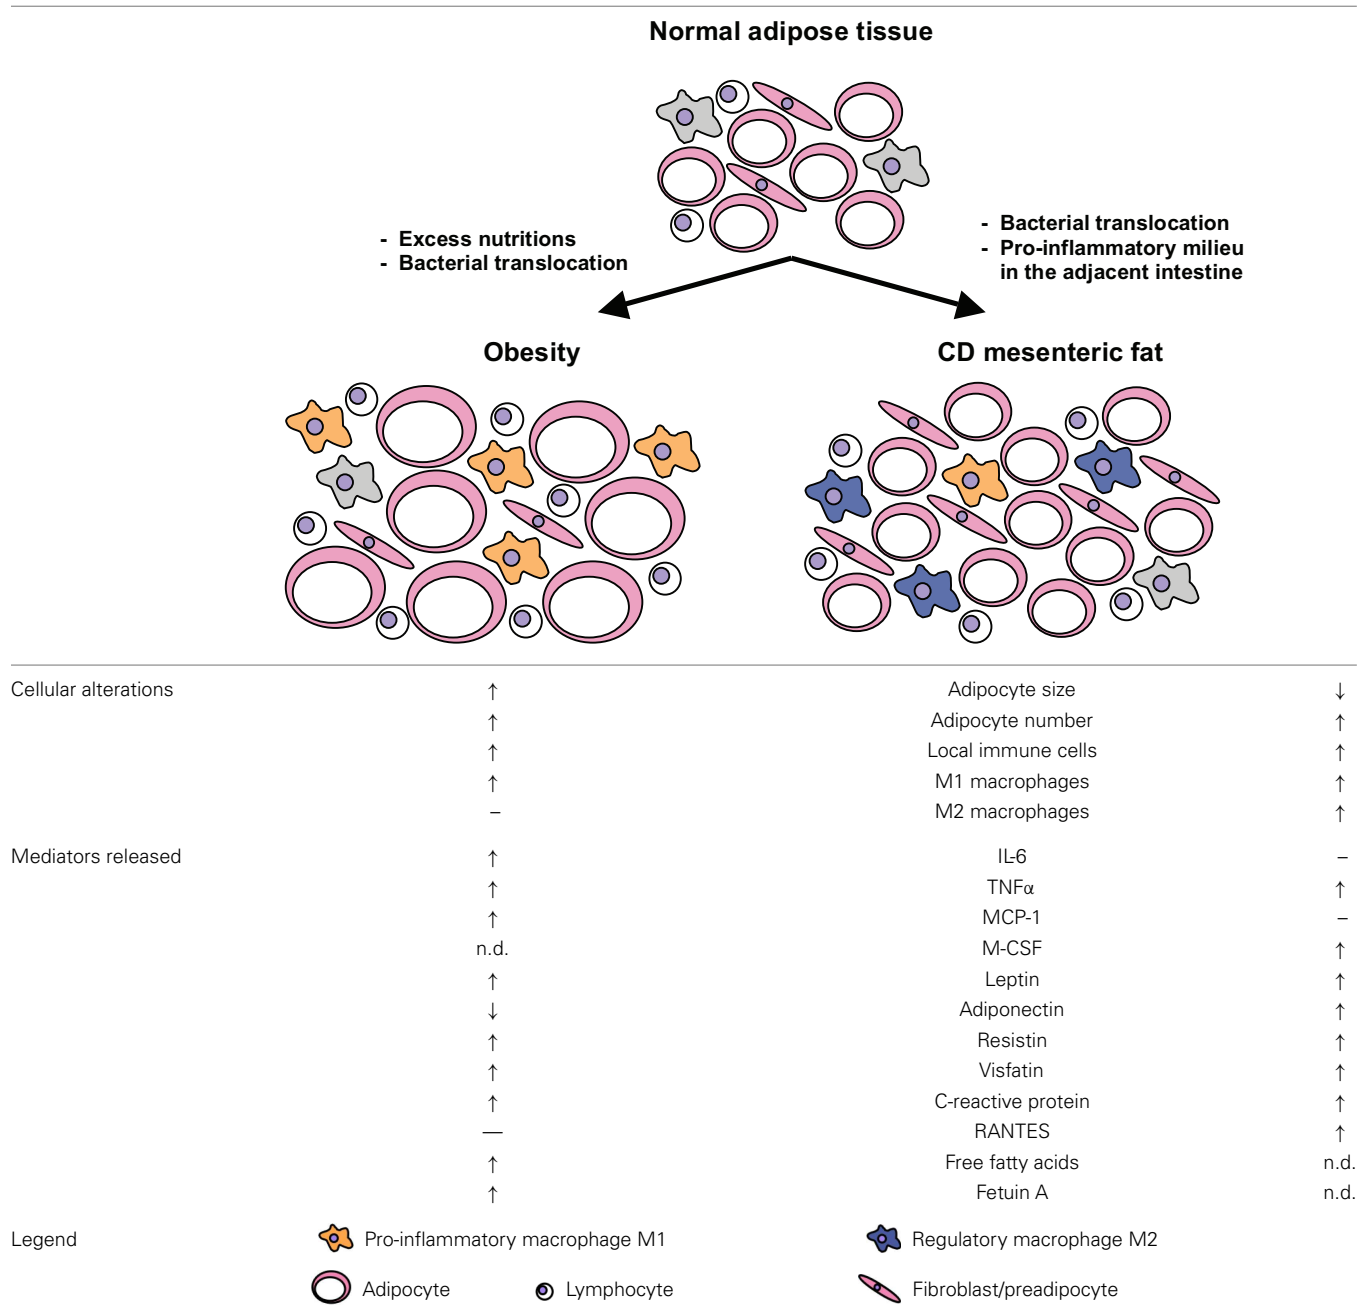 Normal adipose tissue
- Excess nutritions
- Bacterial translocation
- Bacterial translocation
- Pro-inflammatory milieu
in the adjacent intestine
Obesity
CD mesenteric fat
Cellular alterations ↑ Adipocyte size ↓
↑ Adipocyte number ↑
↑ Local immune cells ↑
↑ M1 macrophages ↑
– M2 macrophages ↑
Mediators released ↑ IL-6 –
↑ TNFα ↑
↑ MCP-1 –
n.d. M-CSF ↑
↑ Leptin ↑
↓ Adiponectin ↑
↑ Resistin ↑
↑ Visfatin ↑
↑ C-reactive protein ↑
— RANTES ↑
↑ Free fatty acids n.d.
↑ Fetuin A n.d.
Legend Pro-inflammatory macrophage M1 Regulatory macrophage M2
Adipocyte Lymphocyte Fibroblast/preadipocyte